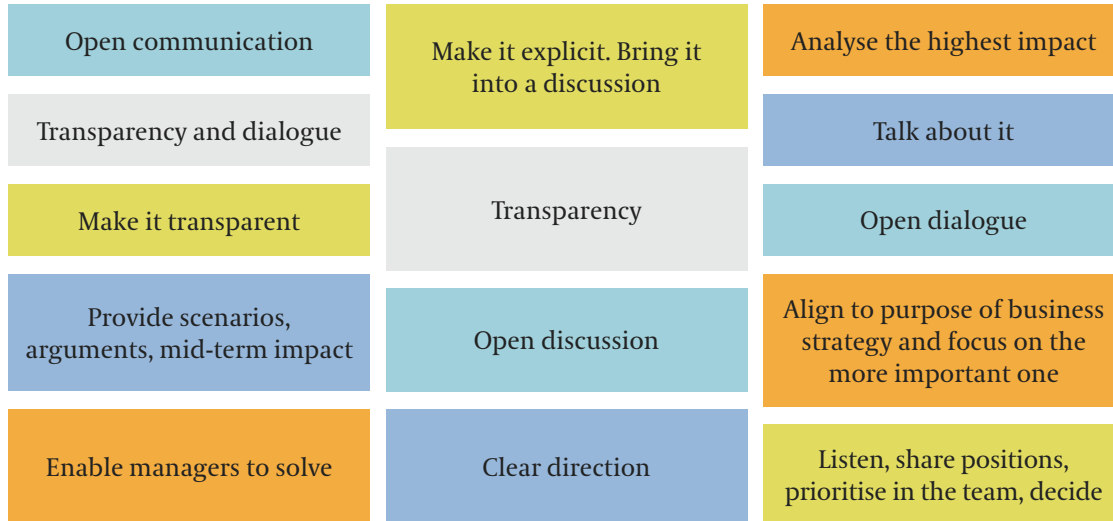 Open communication
Transparency and dialogue
Make it transparent
Provide scenarios,
arguments, mid-term impact
Enable managers to solve
Make it explicit. Bring it
into a discussion
Transparency
Open discussion
Clear direction
Analyse the highest impact
Talk about it
Open dialogue
Align to purpose of business
strategy and focus on the
more important one
Listen, share positions,
prioritise in the team, decide